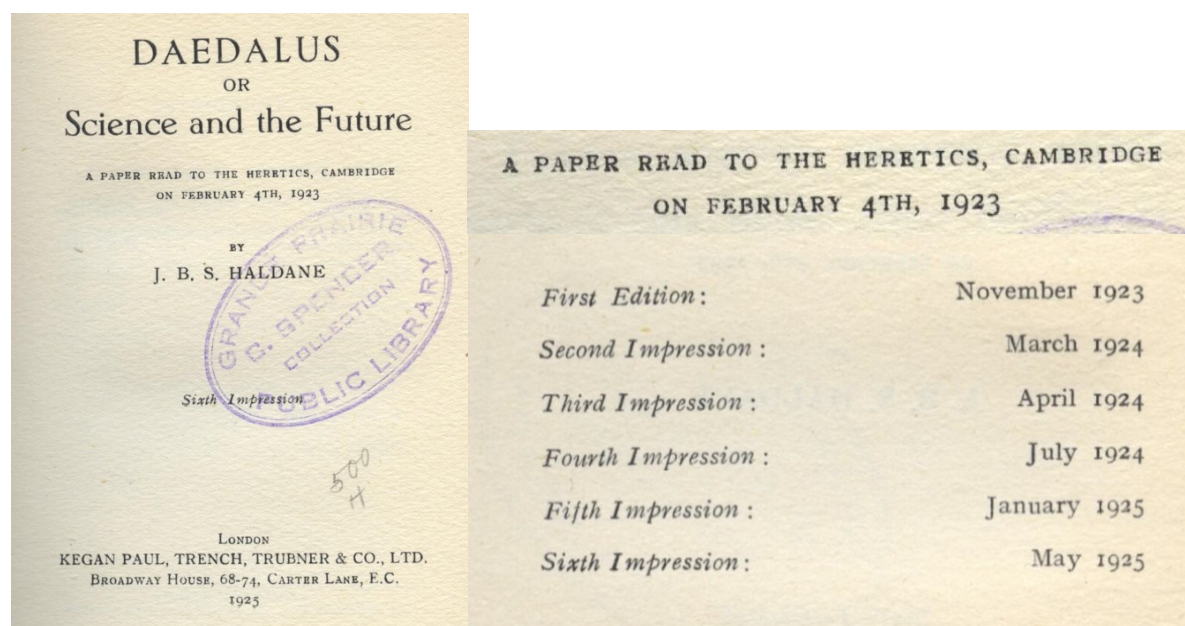 DAEDALUS
OR
Science and the Future
A PAPER READ TO THE HERETICS, CAMBRIDGE
ON FEBRUARY 4TH, 1923
BY
J. B. S. HALDANE
GRANDE PRAIRIE
C. SPENCER
COLLECTION
PUBLIC LIBRARY
Sixth Impression
500
H
LONDON
KEGAN PAUL, TRENCH, TRUBNER & CO., LTD.
BROADWAY HOUSE, 68-74, CARTER LANE, E.C.
1925
A PAPER READ TO THE HERETICS, CAMBRIDGE
ON FEBRUARY 4TH, 1923
First Edition: November 1923
Second Impression: March 1924
Third Impression: April 1924
Fourth Impression: July 1924
Fifth Impression: January 1925
Sixth Impression: May 1925